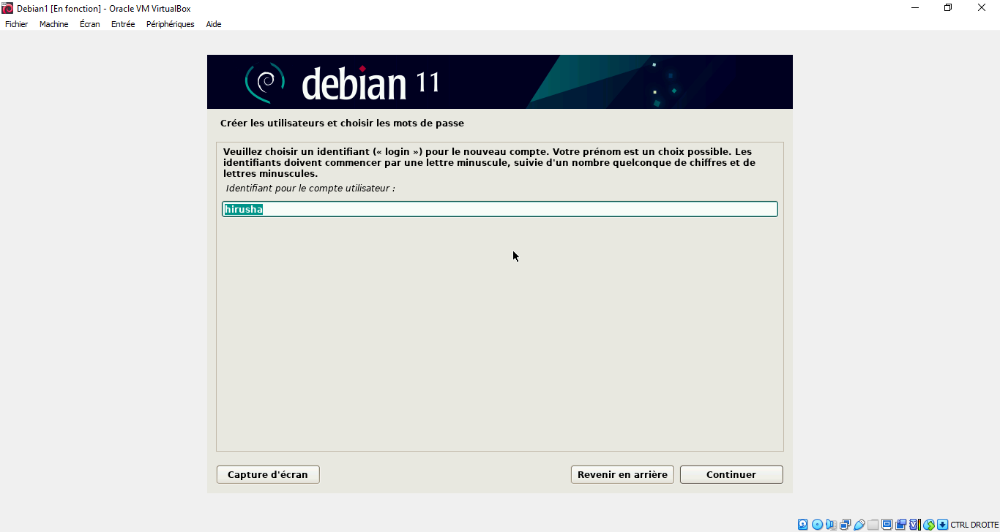 Debian1 [En fonction] - Oracle VM VirtualBox
Fichier Machine Écran Entrée Périphériques Aide
debian 11
Créer les utilisateurs et choisir les mots de passe
Veuillez choisir un identifiant (« login ») pour le nouveau compte. Votre prénom est un choix possible. Les
identifiants doivent commencer par une lettre minuscule, suivie d'un nombre quelconque de chiffres et de
lettres minuscules.
Identifiant pour le compte utilisateur :
hirusha
Capture d'écran Revenir en arrière Continuer
CTRL DROITE